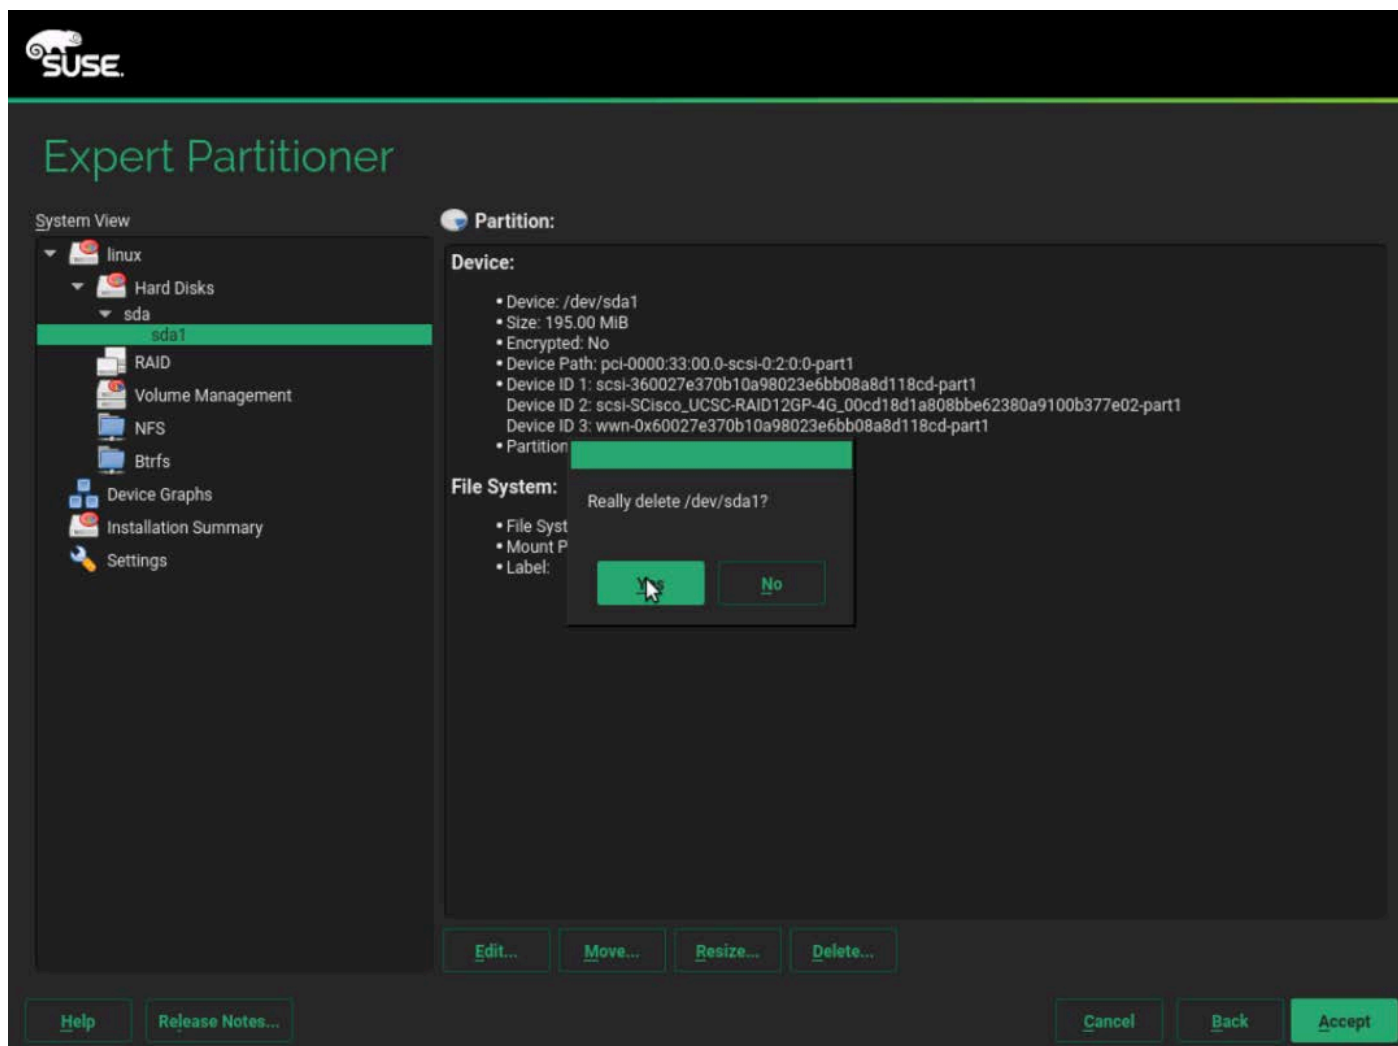 SUSE.
Expert Partitioner
System View
linux
Hard Disks
sda
sda1
RAID
Volume Management
NFS
Btrfs
Device Graphs
Installation Summary
Settings
Partition:
Device:
• Device: /dev/sda1
• Size: 195.00 MiB
• Encrypted: No
• Device Path: pci-0000:33:00.0-scsi-0:2:0:0-part1
• Device ID 1: scsi-360027e370b10a98023e6bb08a8d118cd-part1
Device ID 2: scsi-SCisco_UCSC-RAID12GP-4G_00cd18d1a808bbe62380a9100b377e02-part1
Device ID 3: wwn-0x60027e370b10a98023e6bb08a8d118cd-part1
• Partition
File System:
• File Syst
• Mount P
• Label:
Really delete /dev/sda1?
Yes
No
Edit...
Move...
Resize...
Delete...
Help
Release Notes...
Cancel
Back
Accept